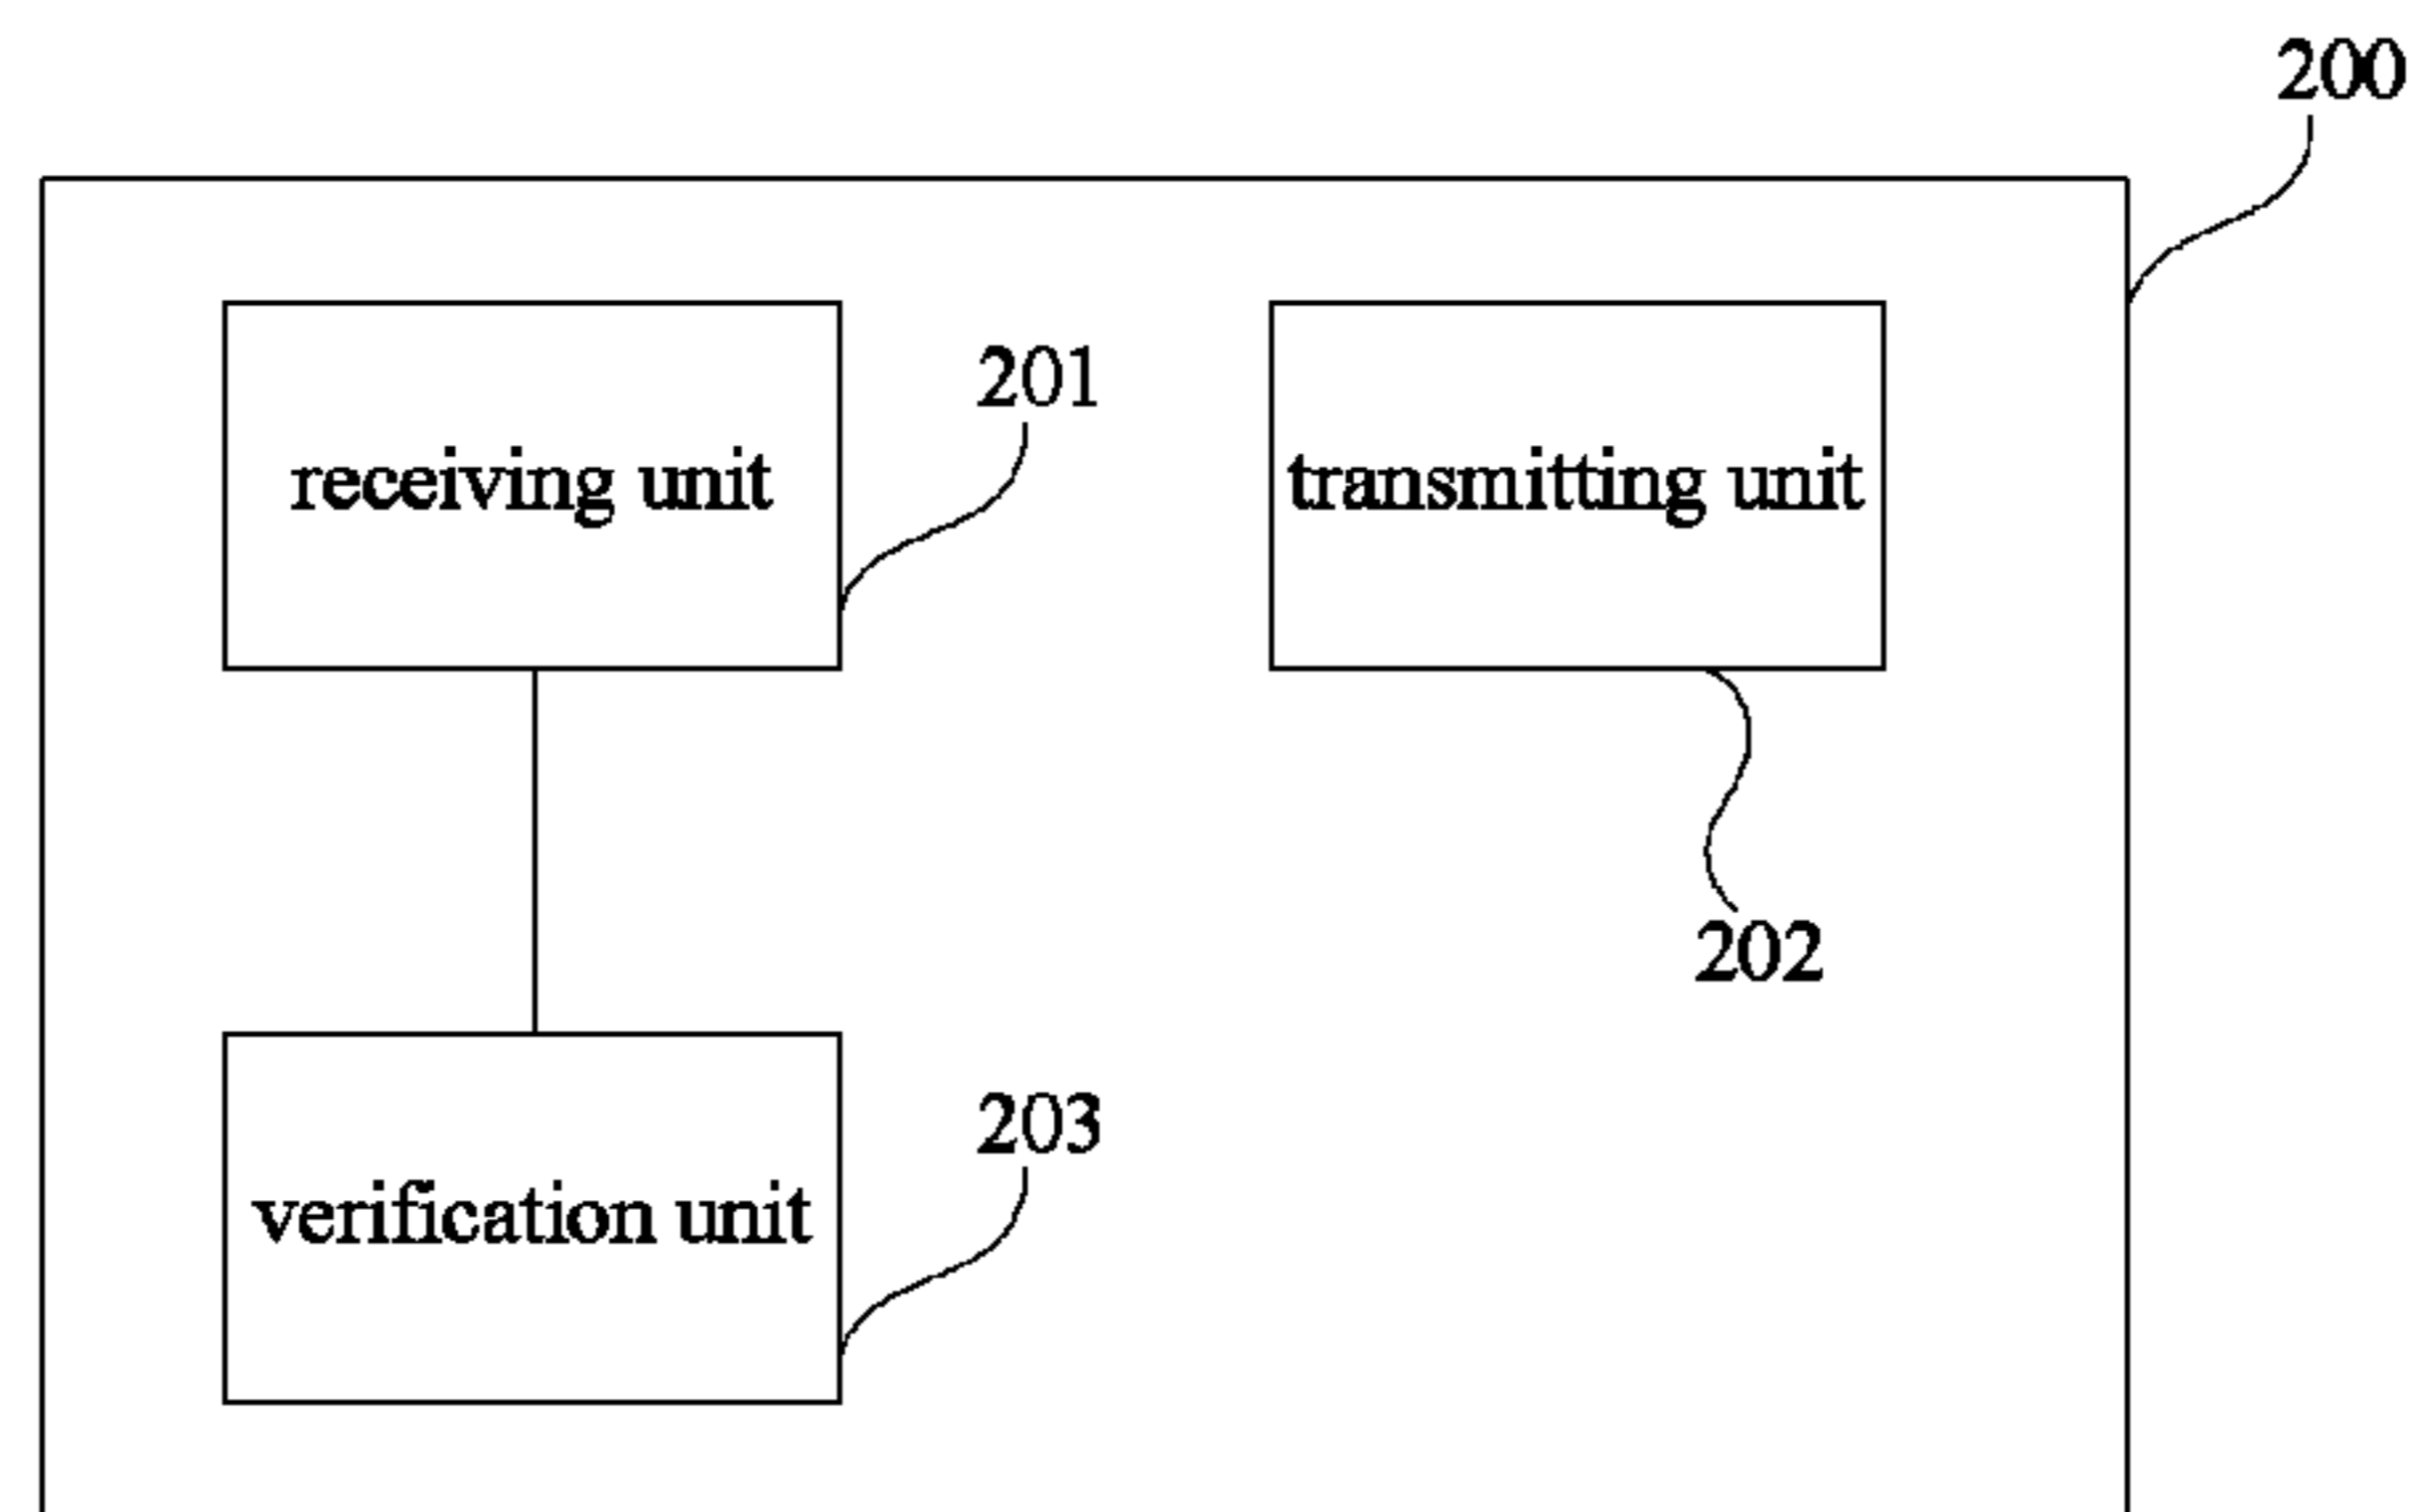 200
201
receiving unit
transmitting unit
202
203
verification unit